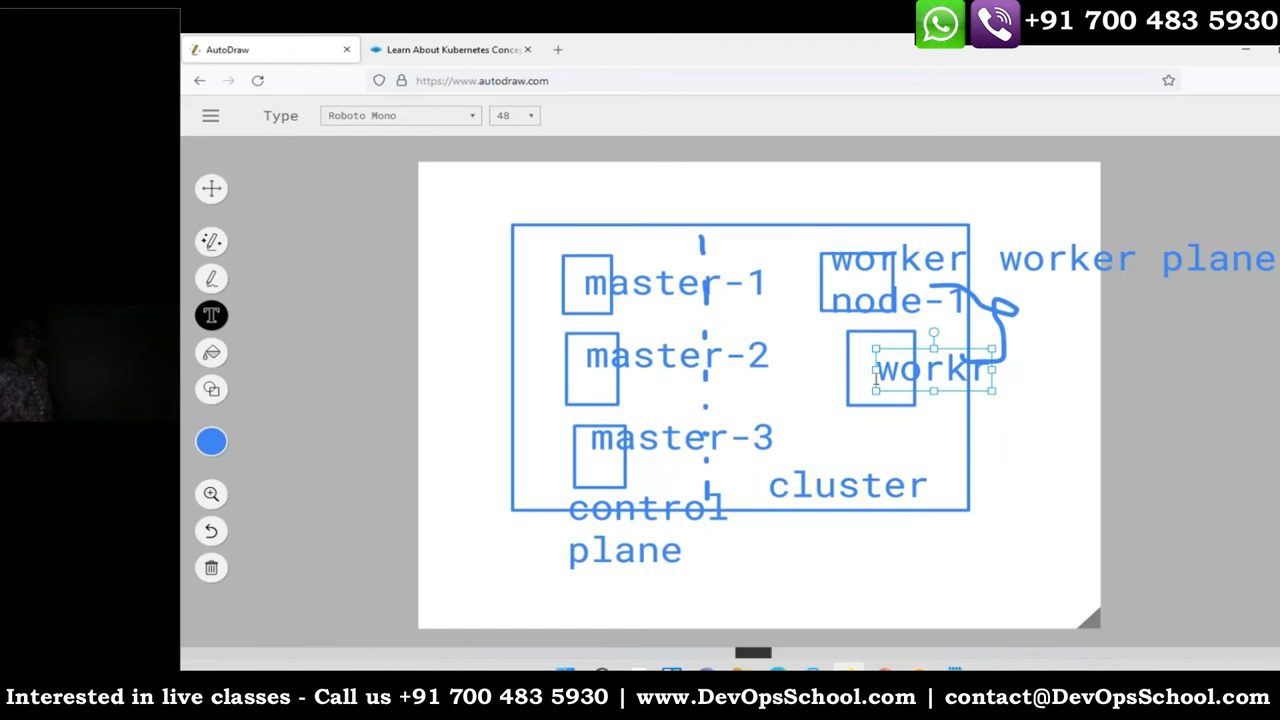 +91 700 483 5930
AutoDraw
Learn About Kubernetes Conce
https://www.autodraw.com
Type
Roboto Mono
48
worker worker plane
node-1
master-1
master-2
workr
master-3
cluster
control
plane
Interested in live classes - Call us +91 700 483 5930 | www.DevOpsSchool.com | contact@DevOpsSchool.com